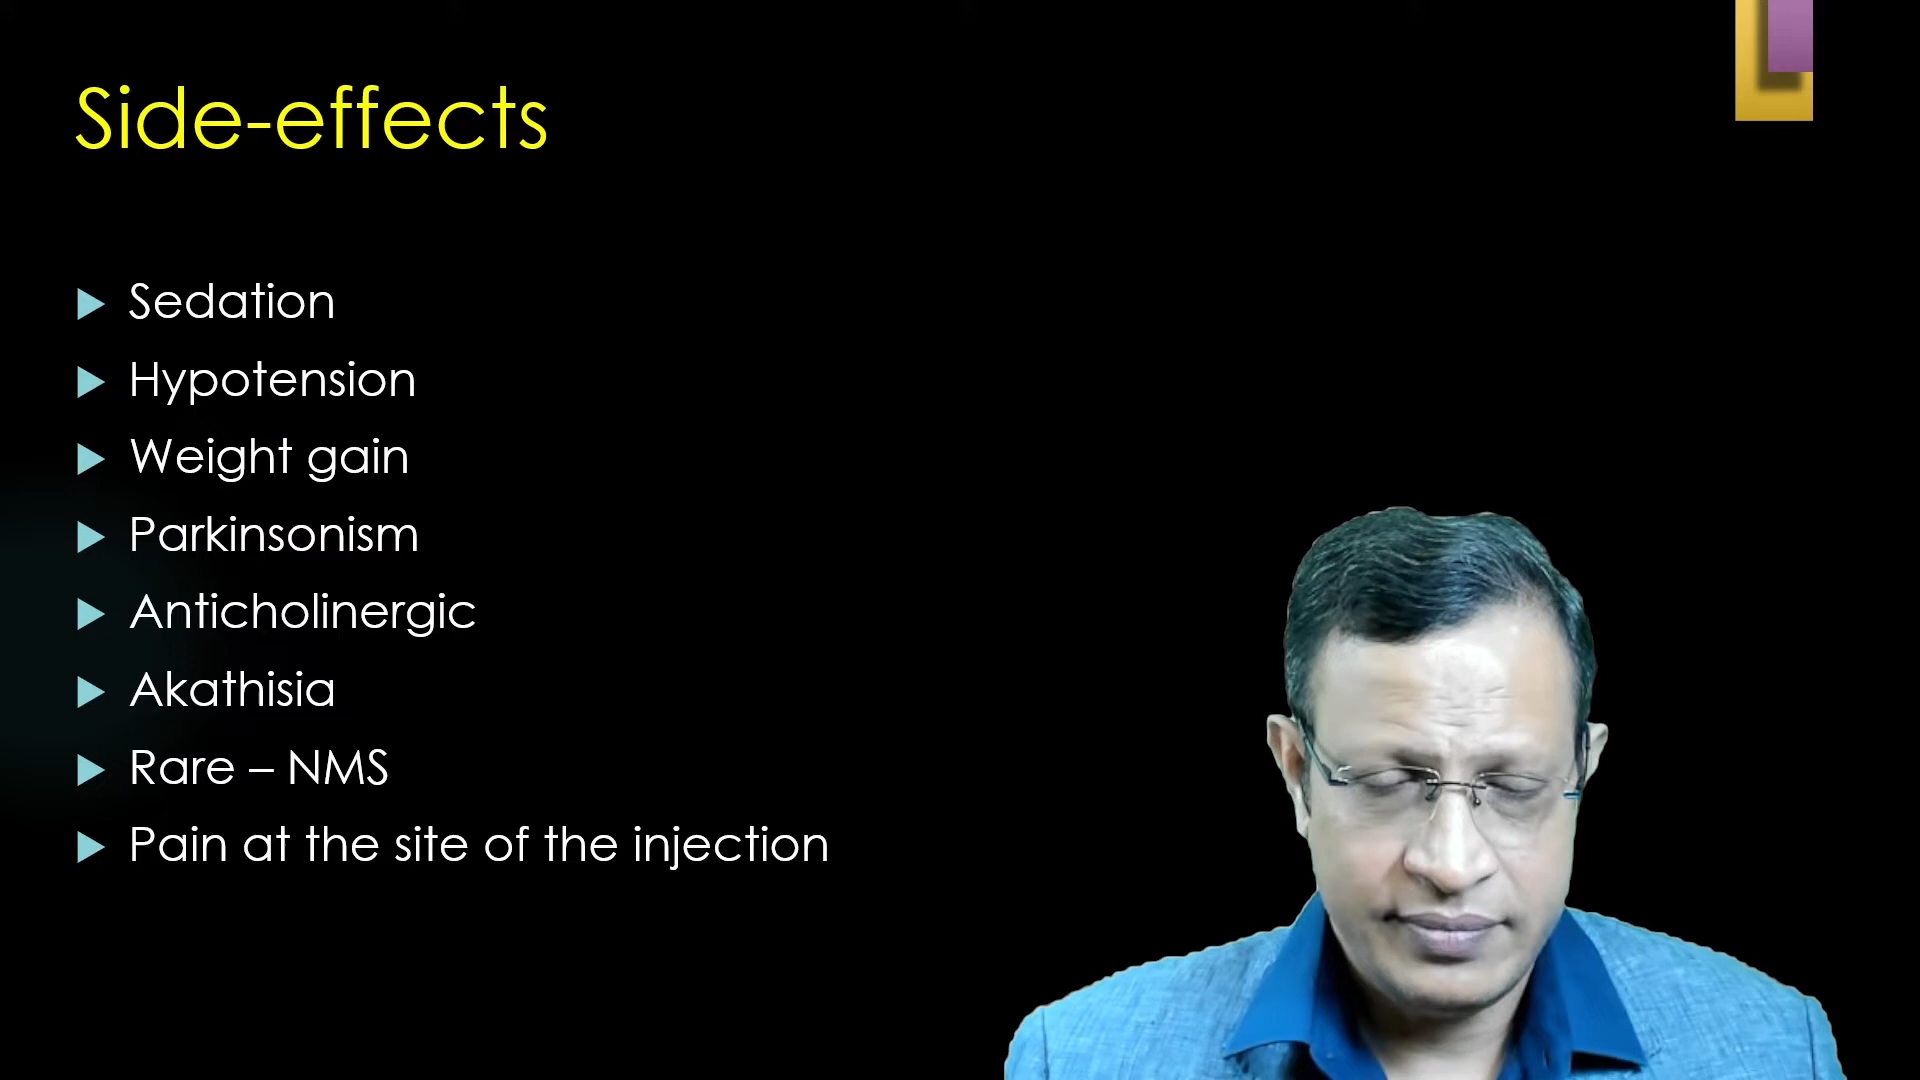 Side-effects
Sedation
Hypotension
Weight gain
Parkinsonism
Anticholinergic
Akathisia
Rare – NMS
Pain at the site of the injection